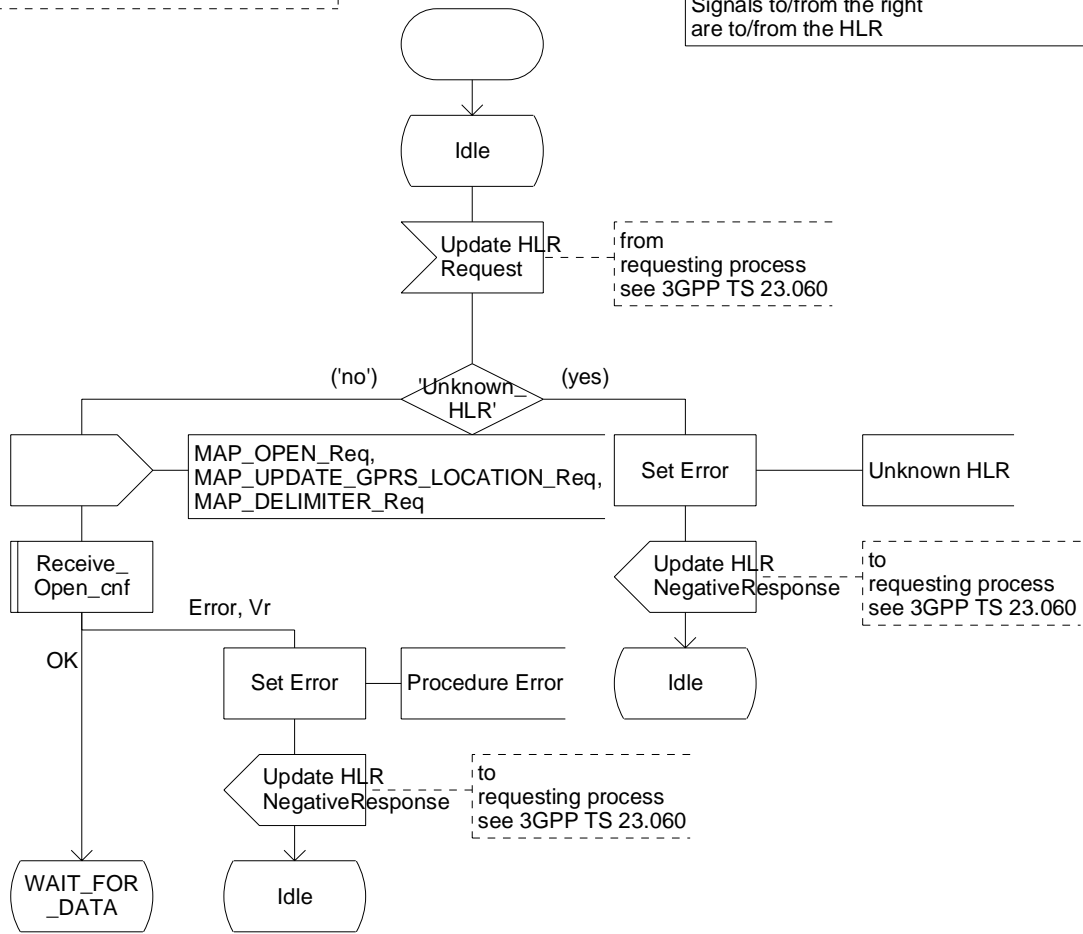 Signals to/from the right
are to/from the HLR
Idle
Update HLR
Request
from
requesting process
see 3GPP TS 23.060
('no')
'Unknown_
HLR'
(yes)
MAP_OPEN_Req,
MAP_UPDATE_GPRS_LOCATION_Req,
MAP_DELIMITER_Req
Set Error
Unknown HLR
Receive_
Open_cnf
Update HLR
NegativeResponse
to
requesting process
see 3GPP TS 23.060
Error, Vr
OK
Set Error
Procedure Error
Idle
Update HLR
NegativeResponse
to
requesting process
see 3GPP TS 23.060
WAIT_FOR
_DATA
Idle